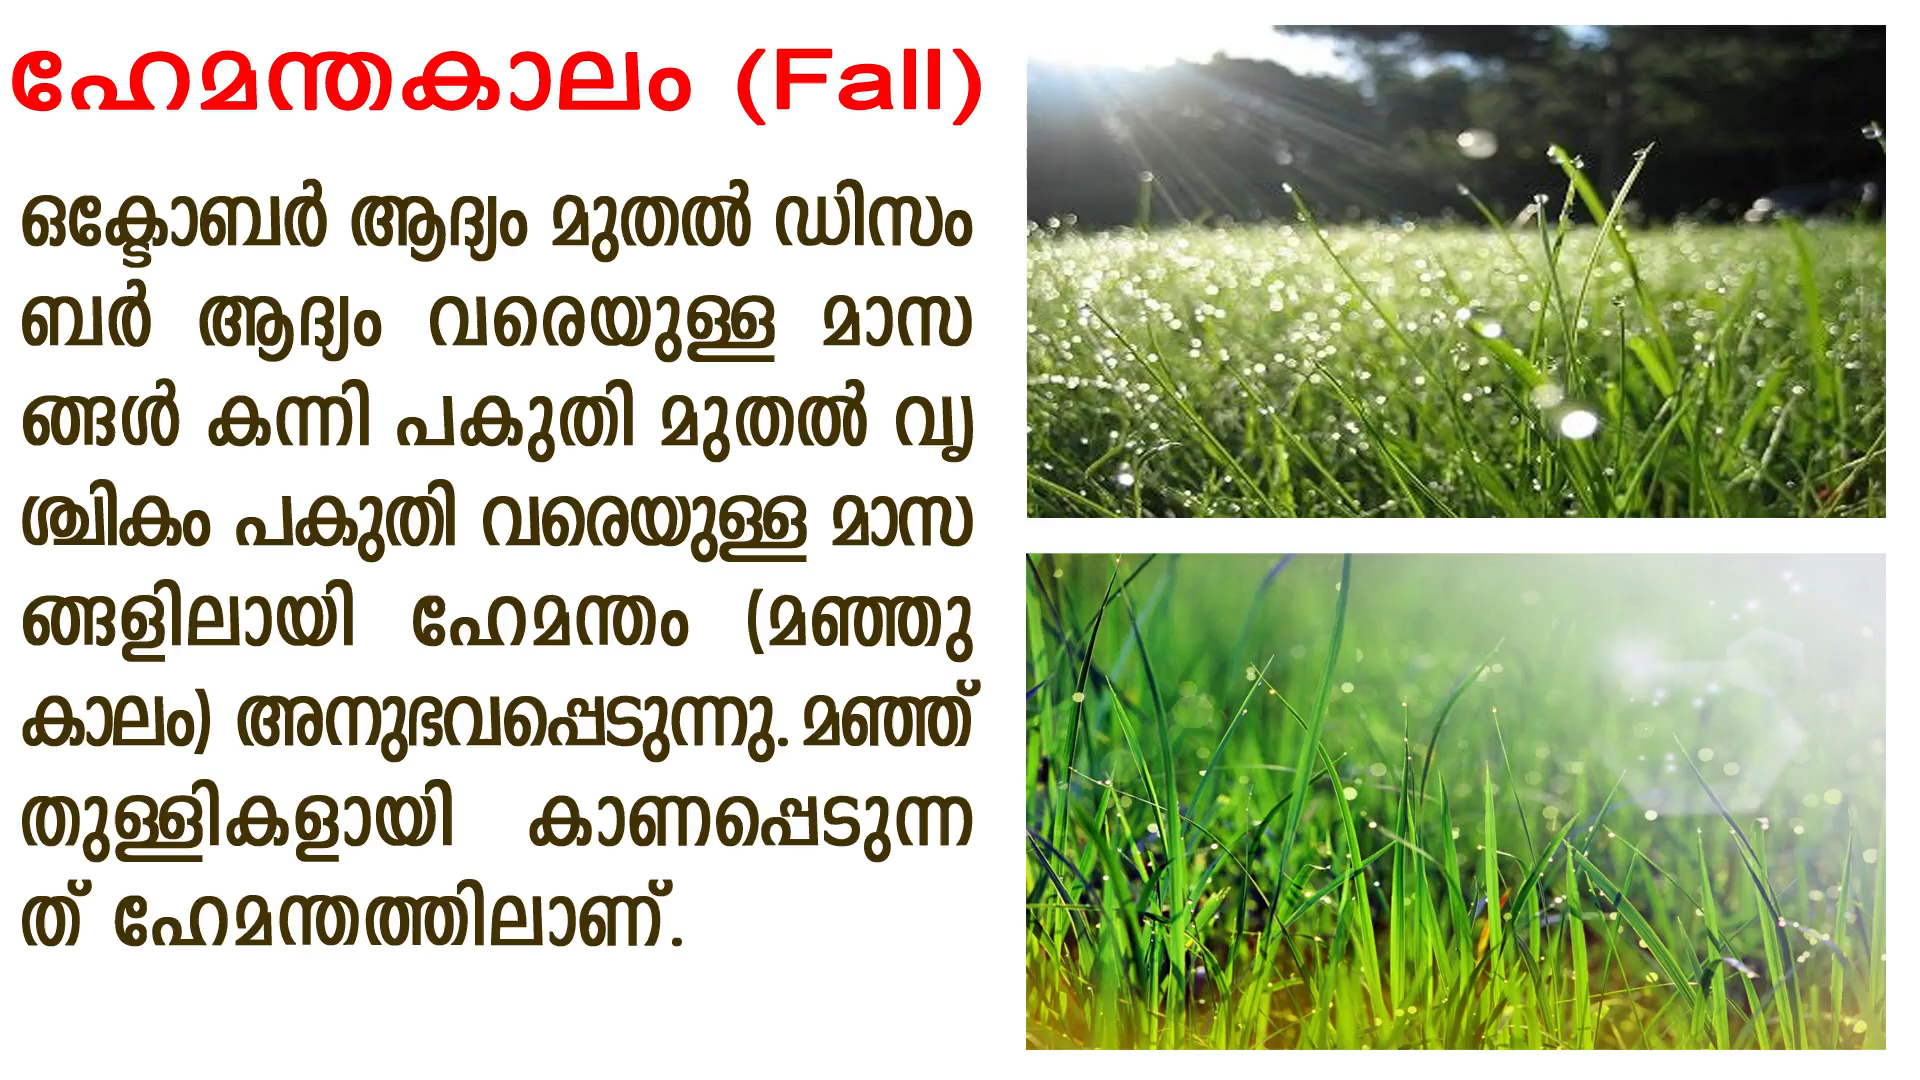 ഹേമന്തകാലം (Fall)
ഒക്ടോബർ ആദ്യം മുതൽ ഡിസം
ബർ ആദ്യം വരെയുള്ള മാസ
ങ്ങൾ കന്നി പകുതി മുതൽ വൃ
ശ്ചികം പകുതി വരെയുള്ള മാസ
ങ്ങളിലായി ഹേമന്തം (മഞ്ഞു
കാലം) അനുഭവപ്പെടുന്നു. മഞ്ഞ്
തുള്ളികളായി കാണപ്പെടുന്ന
ത് ഹേമന്തത്തിലാണ്.